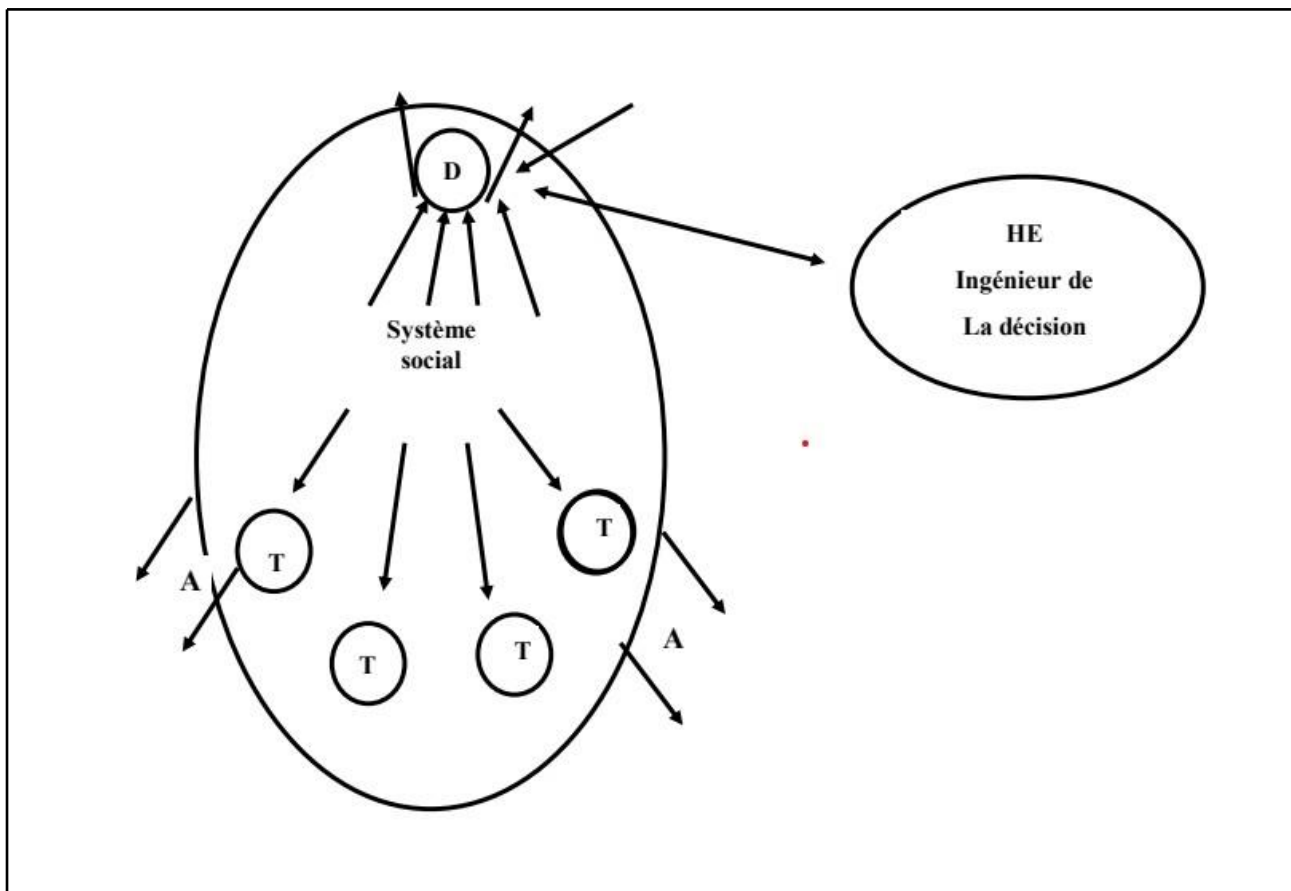 D
HE
Ingénieur de
La décision
Système
social
T
T
A
A
T
T